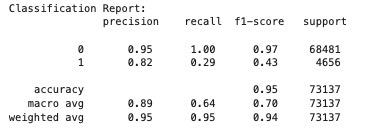 Classification Report:
precision recall f1-score support
0 0.95 1.00 0.97 68481
1 0.82 0.29 0.43 4656
accuracy 0.95 73137
macro avg 0.89 0.64 0.70 73137
weighted avg 0.95 0.95 0.94 73137